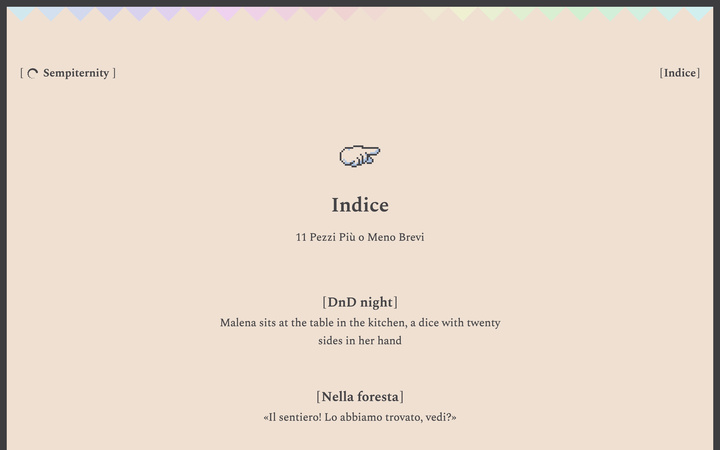 [ Sempiternity ]
[Indice]
Indice
11 Pezzi Più o Meno Brevi
[DnD night]
Malena sits at the table in the kitchen, a dice with twenty
sides in her hand
[Nella foresta]
«Il sentiero! Lo abbiamo trovato, vedi?»